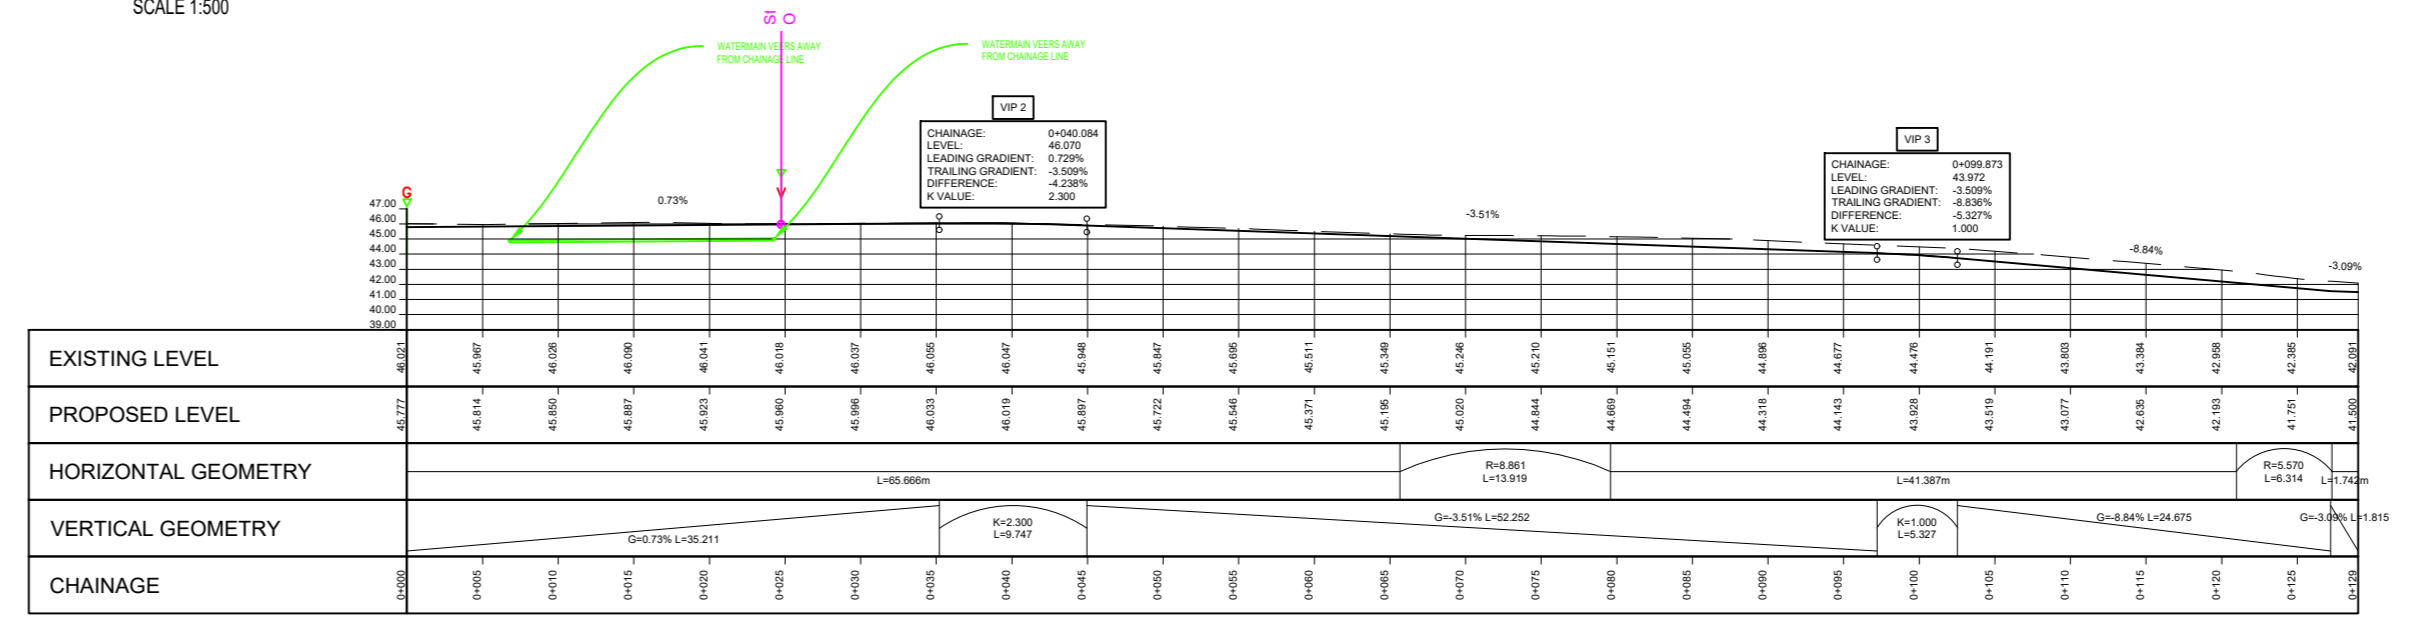 SCALE 1:500
WATERMAIN VEERS AWAY
FROM CHAINAGE LINE
WATERMAIN VEERS AWAY
FROM CHAINAGE LINE
O
VIP 2
CHAINAGE: 0+040.084
LEVEL: 46.070
LEADING GRADIENT: 0.729%
TRAILING GRADIENT: -3.509%
DIFFERENCE: -4.238%
K VALUE: 2.300
VIP 3
CHAINAGE: 0+099.873
LEVEL: 43.972
LEADING GRADIENT: -3.509%
TRAILING GRADIENT: -8.836%
DIFFERENCE: -5.327%
K VALUE: 1.000
G
V
0.73%
-3.51%
-8.84%
-3.09%
47.00
46.00
45.00
44.00
43.00
42.00
41.00
40.00
39.00
EXISTING LEVEL 46.021 45.967 46.026 46.090 46.041 46.018 46.037 46.055 46.047 45.948 45.847 45.695 45.511 45.349 45.246 45.210 45.151 45.055 44.896 44.677 44.476 44.191 43.803 43.384 42.958 42.385 42.091
PROPOSED LEVEL 45.777 45.814 45.850 45.887 45.923 45.960 45.996 46.033 46.019 45.897 45.722 45.546 45.371 45.195 45.020 44.844 44.669 44.494 44.318 44.143 43.928 43.519 43.077 42.635 42.193 41.751 41.500
HORIZONTAL GEOMETRY
L=65.666m
R=8.861
L=13.919
L=41.387m
R=5.570
L=6.314
L=1.742m
VERTICAL GEOMETRY
G=0.73% L=35.211
K=2.300
L=9.747
G=-3.51% L=52.252
K=1.000
L=5.327
G=-8.84% L=24.675
G=-3.09% L=1.815
CHAINAGE 0+000 0+005 0+010 0+015 0+020 0+025 0+030 0+035 0+040 0+045 0+050 0+055 0+060 0+065 0+070 0+075 0+080 0+085 0+090 0+095 0+100 0+105 0+110 0+115 0+120 0+125 0+129